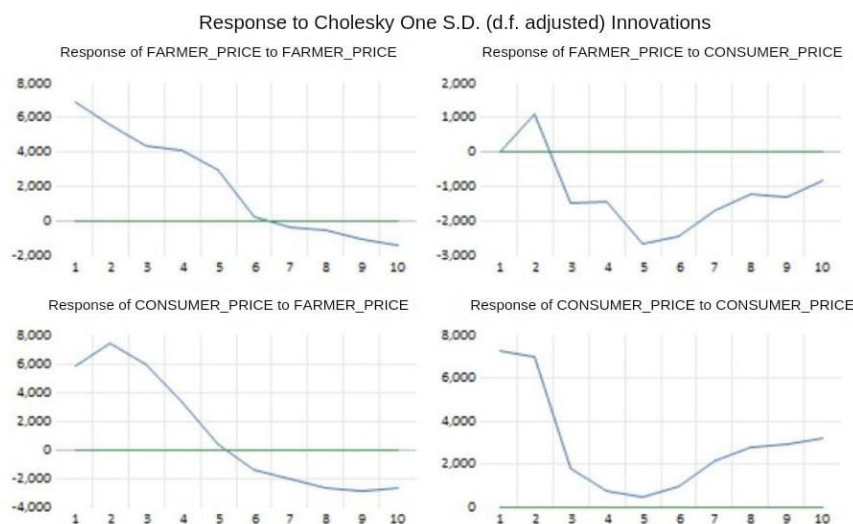 Response to Cholesky One S.D. (d.f. adjusted) Innovations
Response of FARMER_PRICE to FARMER_PRICE
8,000
6,000
4,000
2,000
0
-2,000
1 2 3 4 5 6 7 8 9 10
Response of FARMER_PRICE to CONSUMER_PRICE
2,000
1,000
0
-1,000
-2,000
-3,000
1 2 3 4 5 6 7 8 9 10
Response of CONSUMER_PRICE to FARMER_PRICE
8,000
6,000
4,000
2,000
0
-2,000
-4,000
1 2 3 4 5 6 7 8 9 10
Response of CONSUMER_PRICE to CONSUMER_PRICE
8,000
6,000
4,000
2,000
0
1 2 3 4 5 6 7 8 9 10